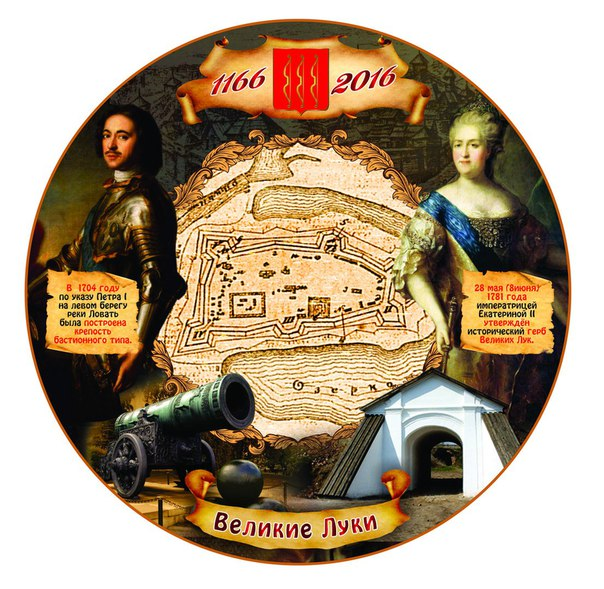 1166 2016
В 1704 году
по указу Петра I
на левом берегу
реки Ловать
была построена
крепость
бастионного типа.
28 мая (8июня)
1781 года
императрицей
Екатериной II
утверждён
исторический герб
Великих Лук.
Озерко
Великие Луки